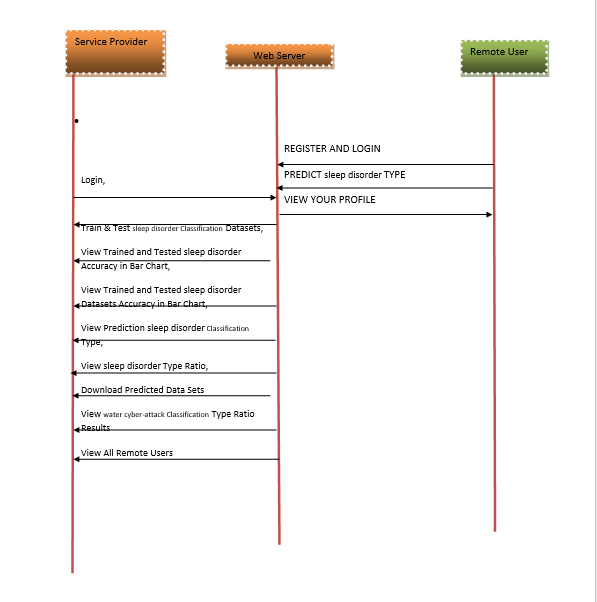 Service Provider
Web Server
Remote User
REGISTER AND LOGIN
PREDICT sleep disorder TYPE
Login,
VIEW YOUR PROFILE
Train & Test sleep disorder Classification Datasets,
View Trained and Tested sleep disorder
Accuracy in Bar Chart,
View Trained and Tested sleep disorder
Datasets Accuracy in Bar Chart,
View Prediction sleep disorder Classification
Type,
View sleep disorder Type Ratio,
Download Predicted Data Sets
View water cyber-attack Classification Type Ratio
Results
View All Remote Users